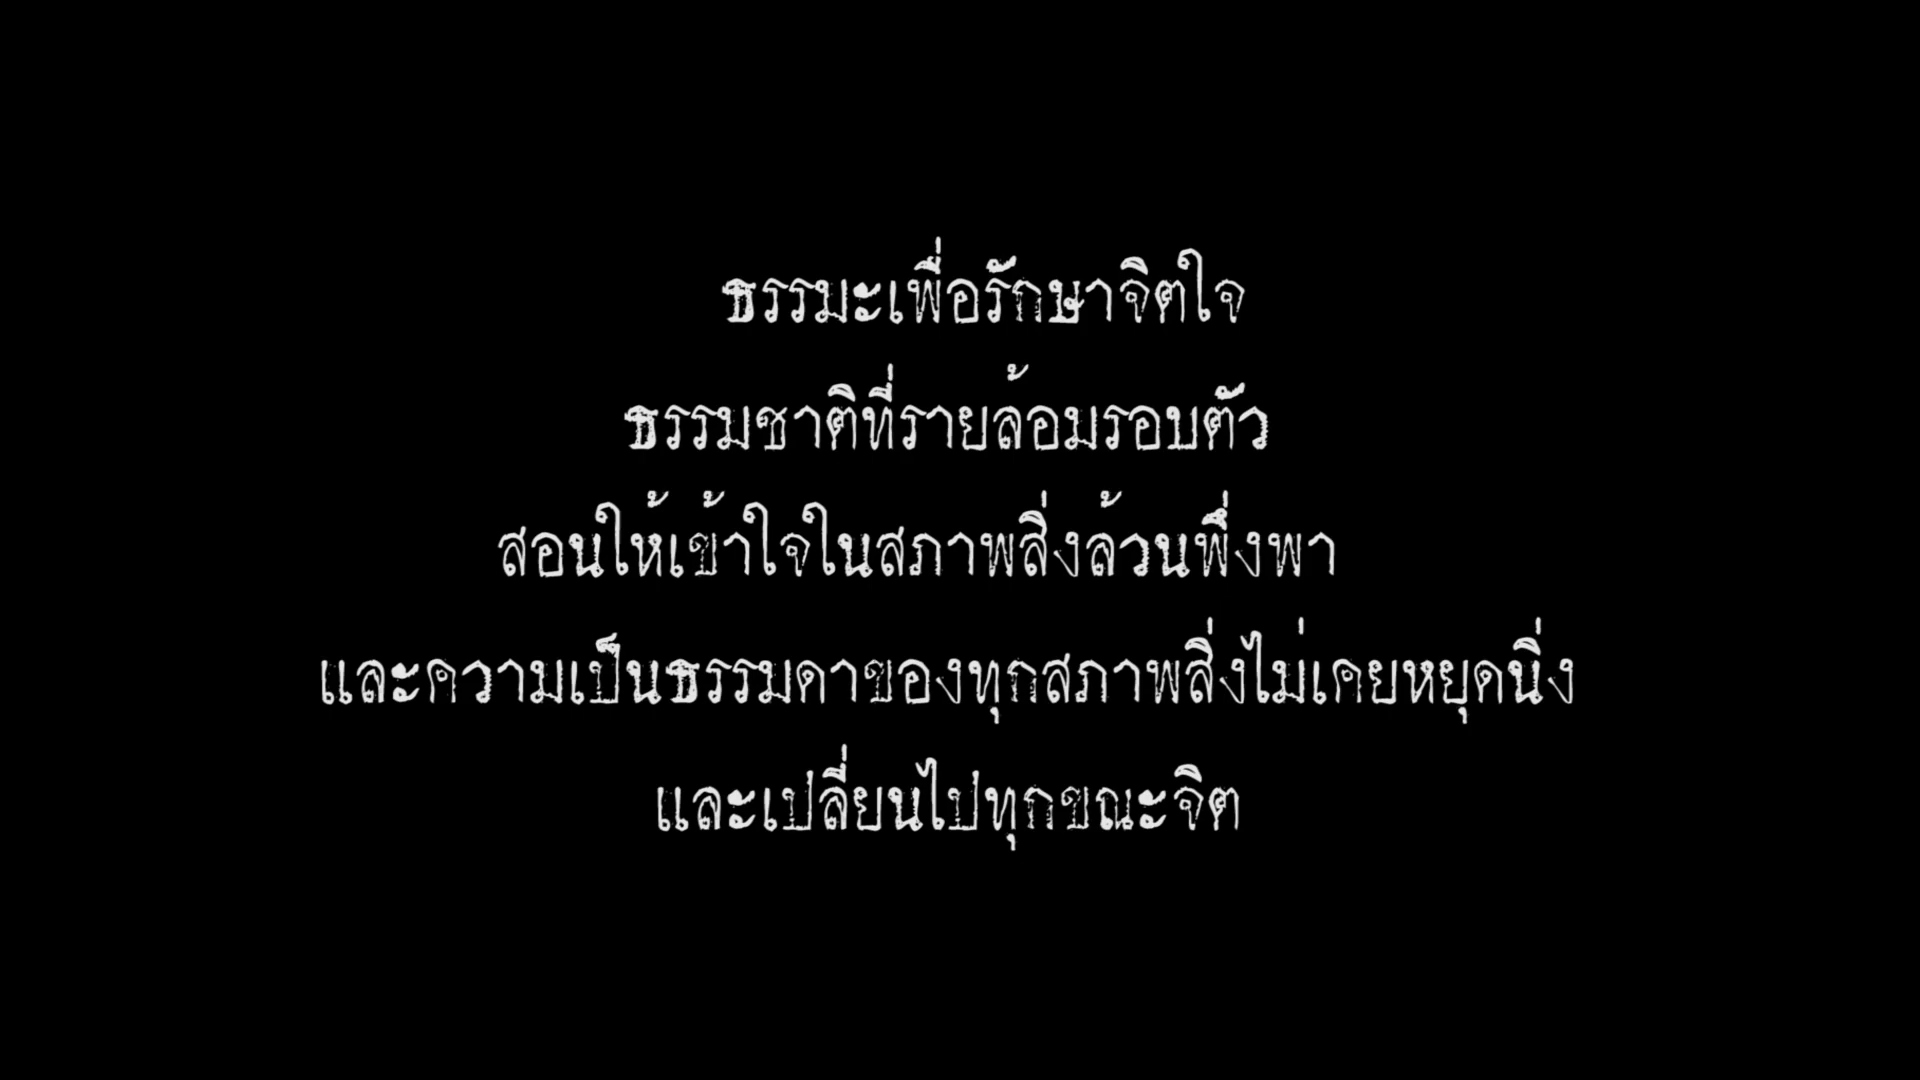 ธรรมะเพื่อรักษาจิตใจ
ธรรมชาติที่รายล้อมรอบตัว
สอนให้เข้าใจในสภาพสิ่งล้วนพึ่งพา
และความเป็นธรรมดาของทุกสภาพสิ่งไม่เคยหยุดนิ่ง
และเปลี่ยนไปทุกขณะจิต